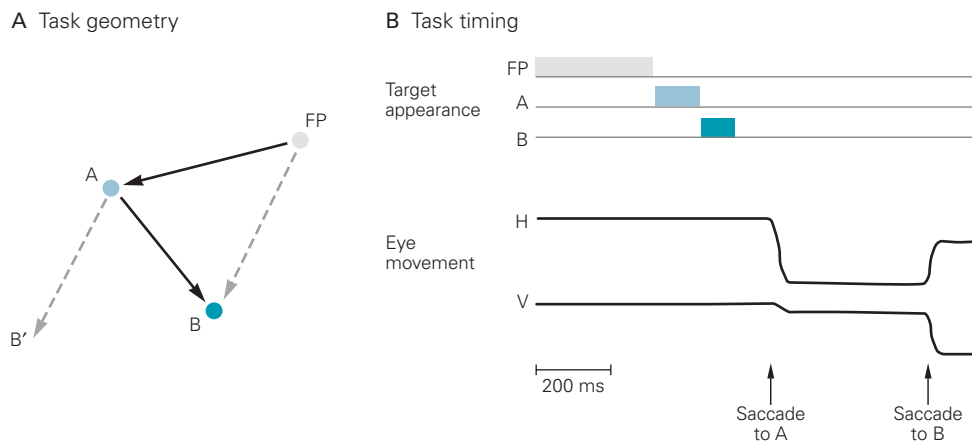 A Task geometry
FP
A
B
B′
B Task timing
Target
appearance
FP
A
B
Eye
movement
H
V
200 ms
Saccade
to A
Saccade
to B